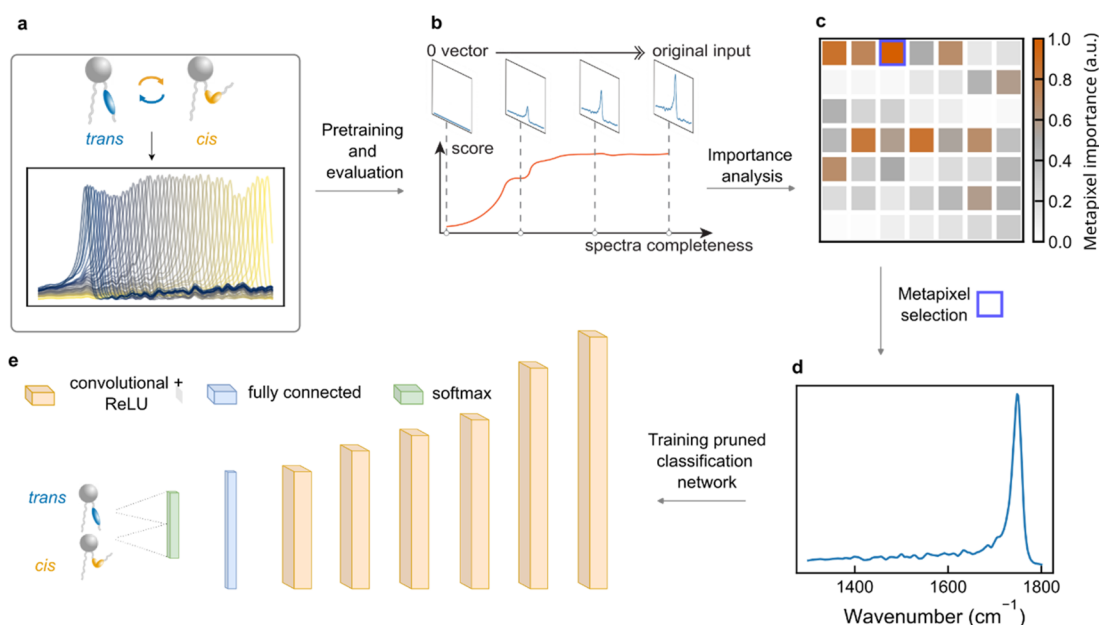 a
trans
cis
Pretraining
and
evaluation
b
0 vector
original input
score
spectra completeness
Importance
analysis
c
1.0
0.8
0.6
0.4
0.2
0.0
Metapixel importance (a.u.)
Metapixel
selection
d
1400
1600
1800
Wavenumber (cm⁻¹)
Training pruned
classification
network
e
convolutional +
ReLU
fully connected
softmax
trans
cis